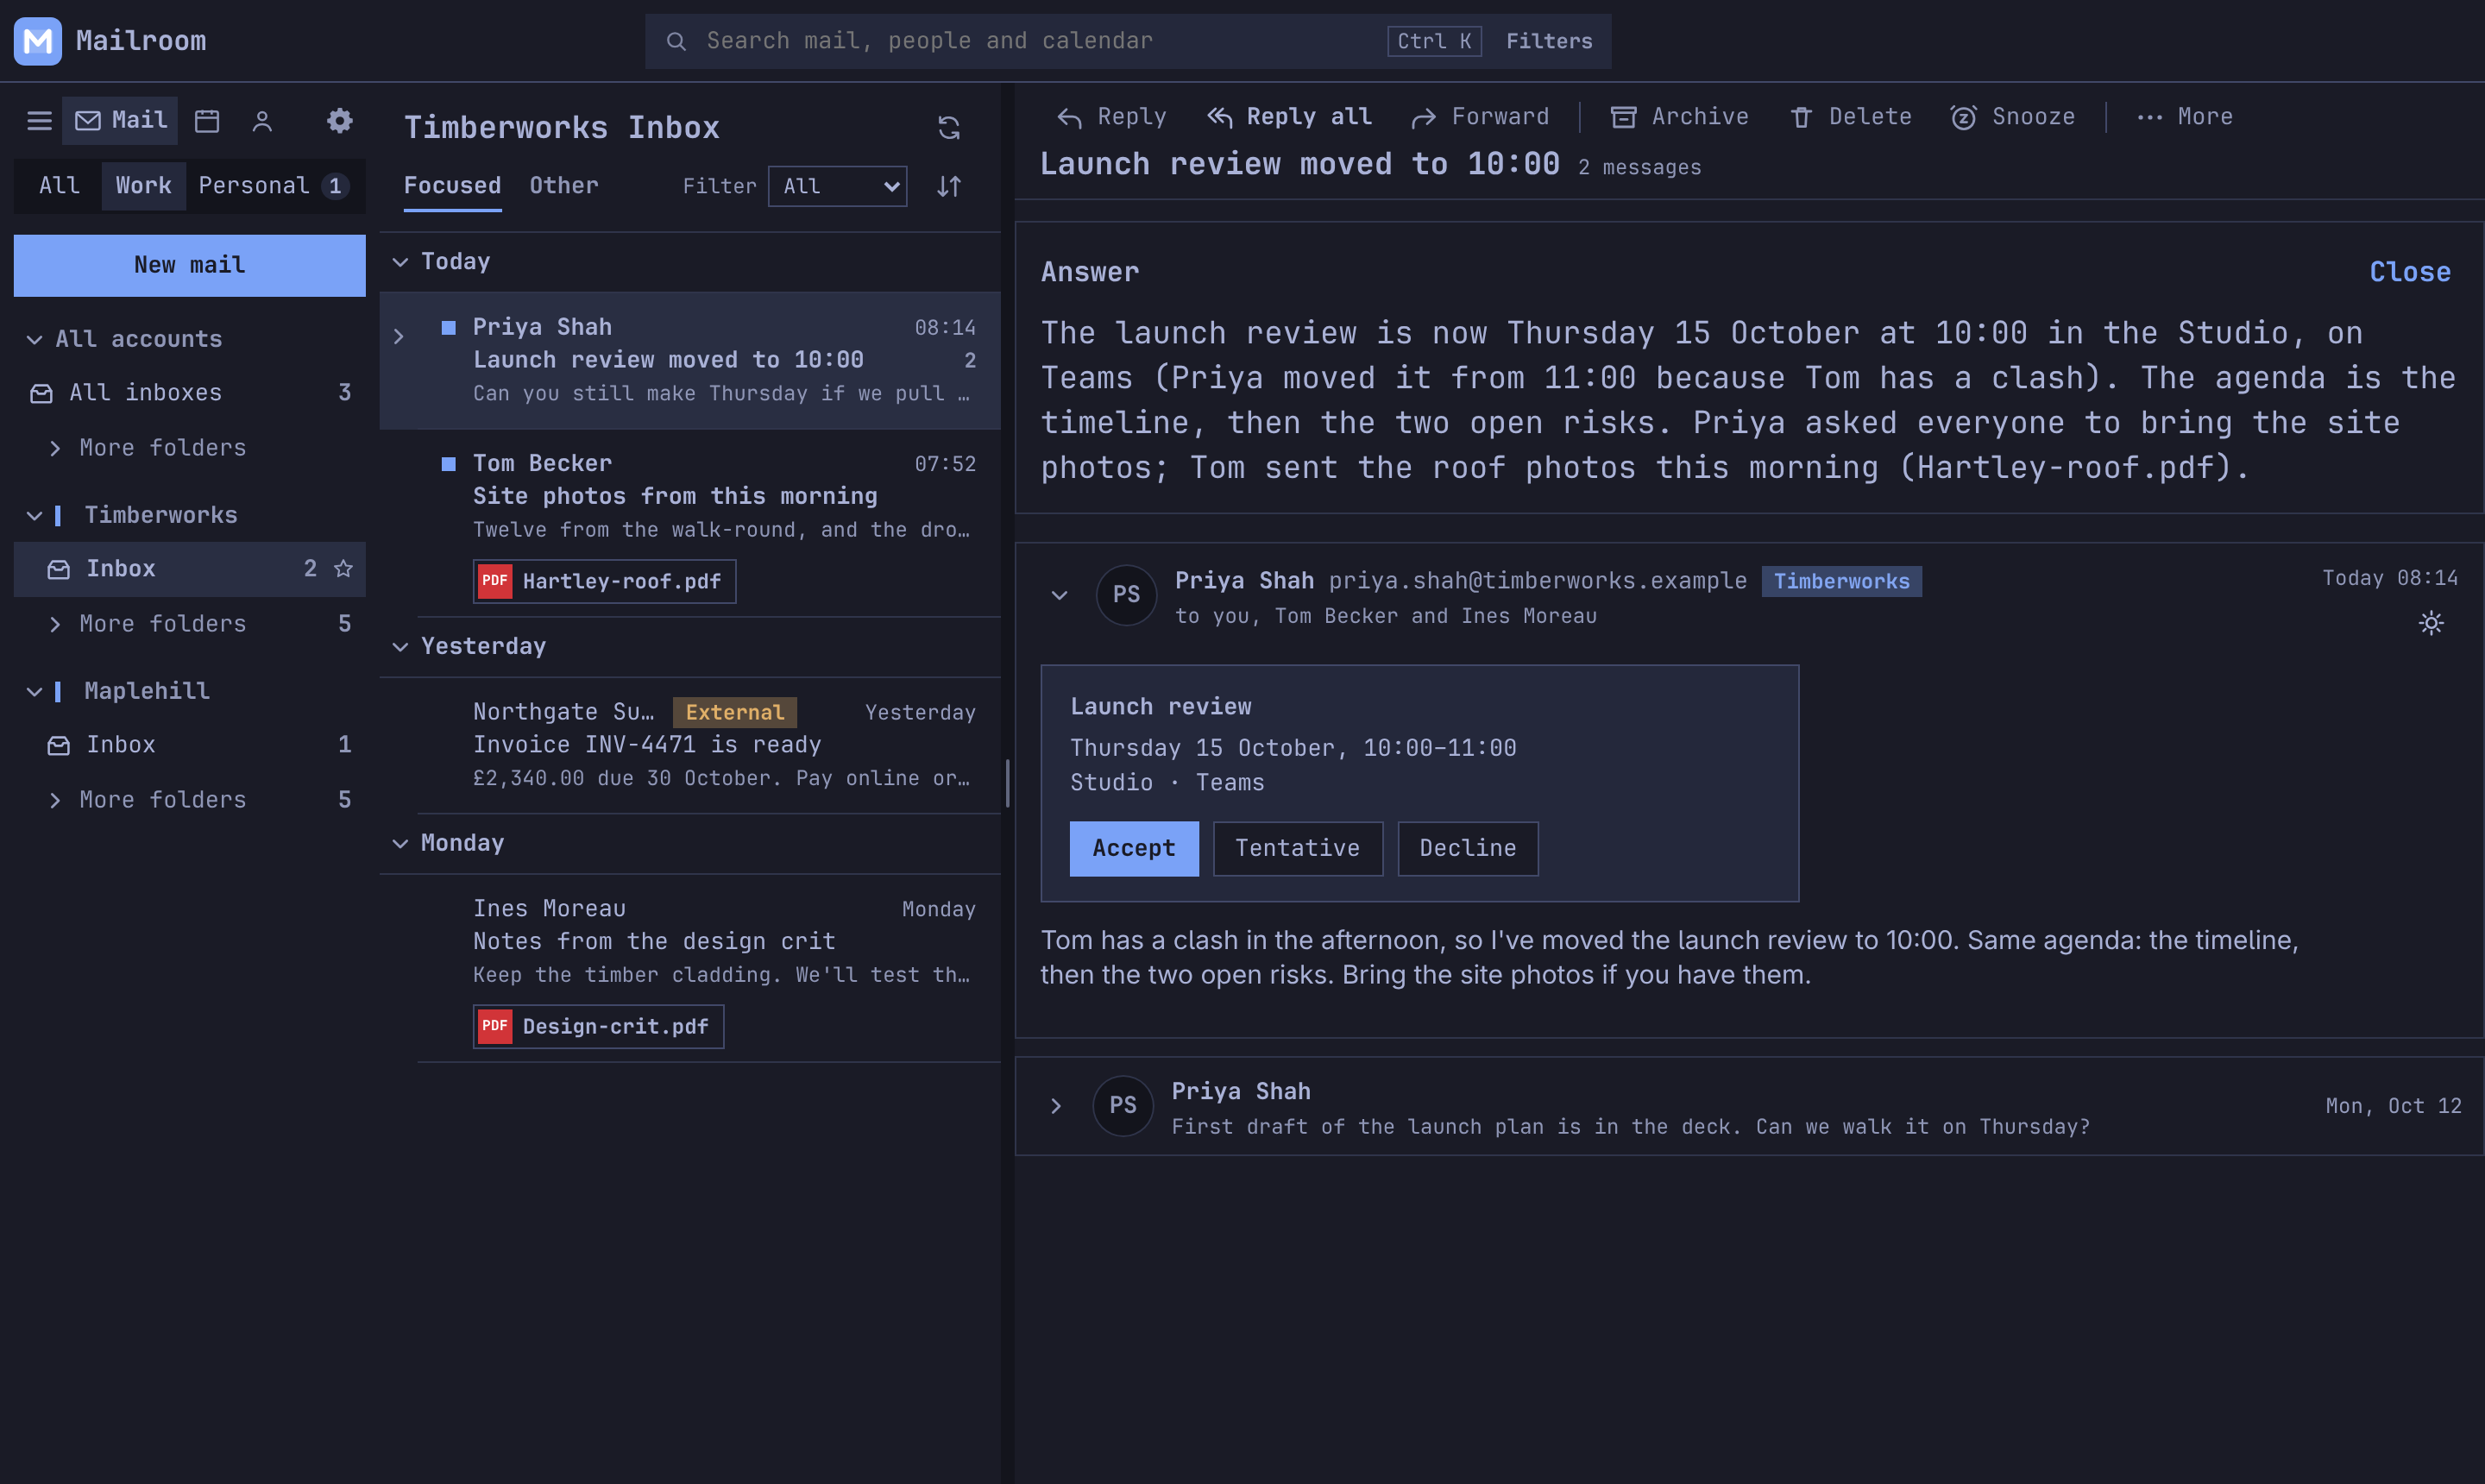 Mailroom
Search mail, people and calendar
Ctrl K
Filters
Mail
All
Work
Personal 1
New mail
All accounts
All inboxes 3
More folders
Timberworks
Inbox 2
More folders 5
Maplehill
Inbox 1
More folders 5
Timberworks Inbox
Focused
Other
Filter
All
Today
Priya Shah 08:14
Launch review moved to 10:00 2
Can you still make Thursday if we pull …
Tom Becker 07:52
Site photos from this morning
Twelve from the walk-round, and the dro…
PDF Hartley-roof.pdf
Yesterday
Northgate Su… External Yesterday
Invoice INV-4471 is ready
£2,340.00 due 30 October. Pay online or…
Monday
Ines Moreau Monday
Notes from the design crit
Keep the timber cladding. We'll test th…
PDF Design-crit.pdf
Reply
Reply all
Forward
Archive
Delete
Snooze
More
Launch review moved to 10:00 2 messages
Answer
Close
The launch review is now Thursday 15 October at 10:00 in the Studio, on
Teams (Priya moved it from 11:00 because Tom has a clash). The agenda is the
timeline, then the two open risks. Priya asked everyone to bring the site
photos; Tom sent the roof photos this morning (Hartley-roof.pdf).
PS
Priya Shah priya.shah@timberworks.example Timberworks
Today 08:14
to you, Tom Becker and Ines Moreau
Launch review
Thursday 15 October, 10:00–11:00
Studio · Teams
Accept
Tentative
Decline
Tom has a clash in the afternoon, so I've moved the launch review to 10:00. Same agenda: the timeline,
then the two open risks. Bring the site photos if you have them.
PS
Priya Shah
Mon, Oct 12
First draft of the launch plan is in the deck. Can we walk it on Thursday?